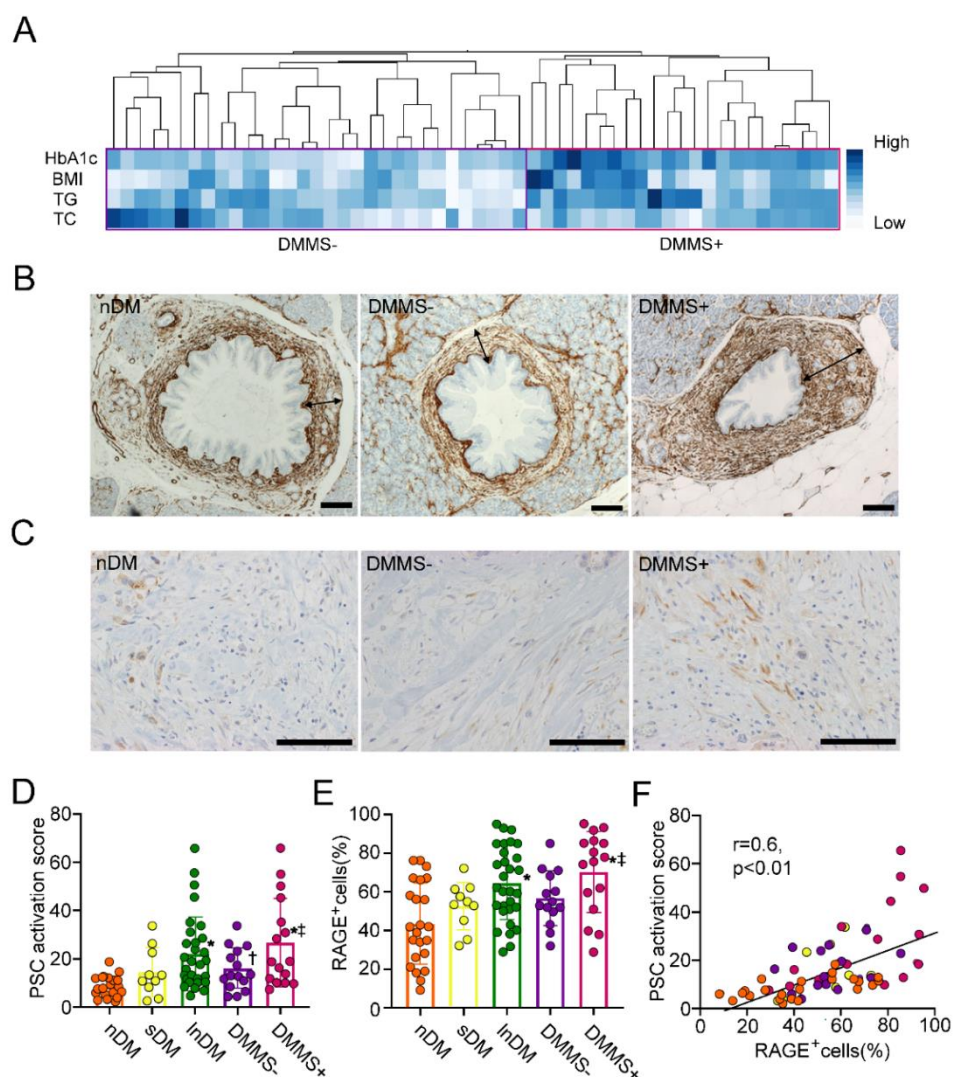 A
HbA1c
BMI
TG
TC
High
Low
DMMS- DMMS+
B
nDM DMMS- DMMS+
C
nDM DMMS- DMMS+
D
PSC activation score
80
60
40
20
0
*
†
*‡
nDM sDM lnDM DMMS- DMMS+
E
RAGE+cells(%)
100
80
60
40
20
0
*
*‡
nDM sDM lnDM DMMS- DMMS+
F
PSC activation score
80
60
40
20
0
r=0.6,
p<0.01
0 20 40 60 80 100
RAGE+cells(%)